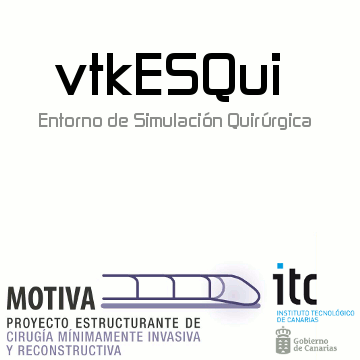 vtkESQui
Entorno de Simulación Quirúrgica
MOTIVA
PROYECTO ESTRUCTURANTE DE
CIRUGÍA MÍNIMAMENTE INVASIVA
Y RECONSTRUCTIVA
itc
INSTITUTO TECNOLÓGICO
DE CANARIAS
Gobierno
de Canarias